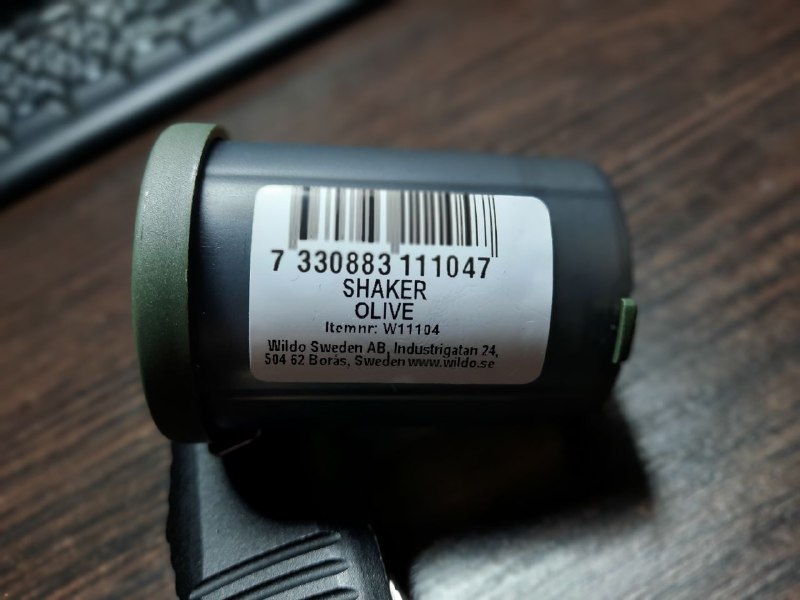 7 330883 111047
SHAKER
OLIVE
Itemnr: W11104
Wildo Sweden AB, Industrigatan 24,
504 62 Borås, Sweden www.wildo.se